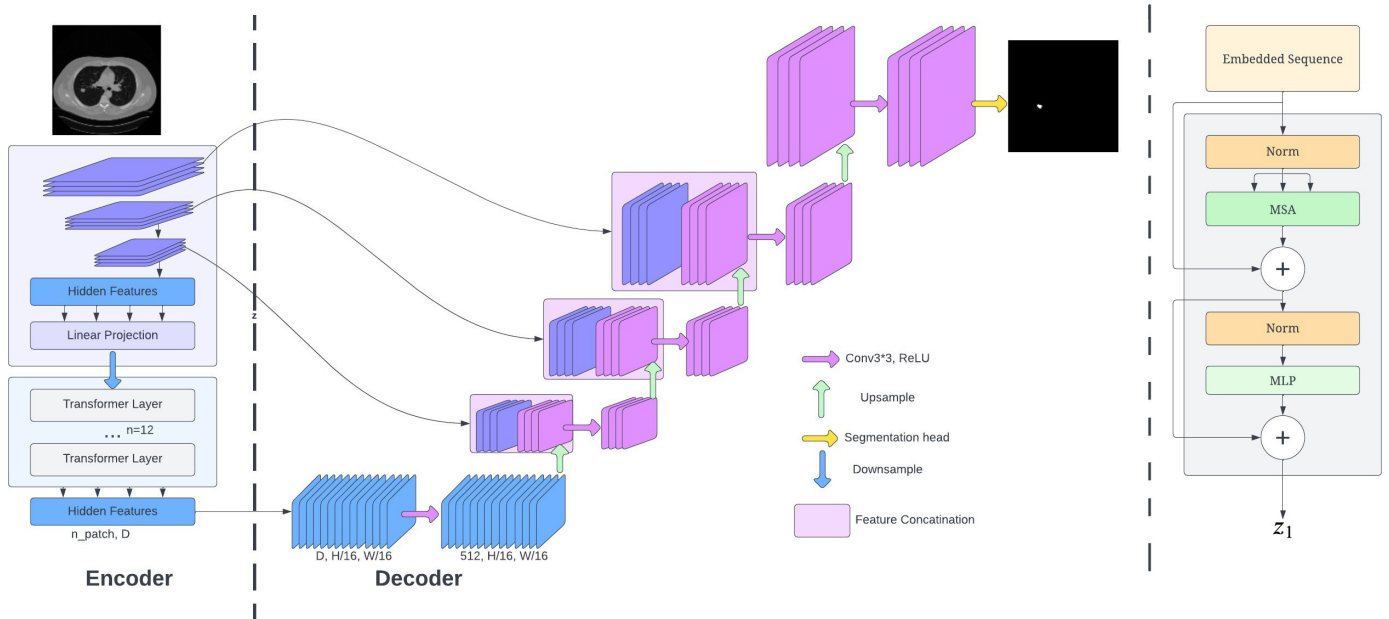 Hidden Features
Linear Projection
Transformer Layer
... n=12
Transformer Layer
Hidden Features
n_patch, D
Encoder
z
D, H/16, W/16
512, H/16, W/16
Decoder
Conv3*3, ReLU
Upsample
Segmentation head
Downsample
Feature Concatination
Embedded Sequence
Norm
MSA
+
Norm
MLP
+
z₁